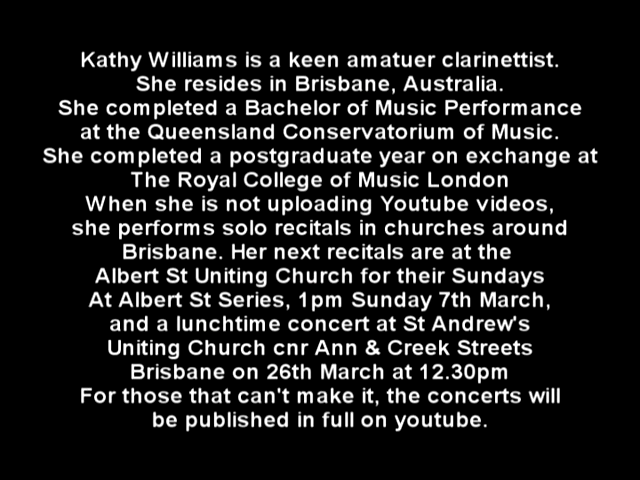 Kathy Williams is a keen amatuer clarinettist.
She resides in Brisbane, Australia.
She completed a Bachelor of Music Performance
at the Queensland Conservatorium of Music.
She completed a postgraduate year on exchange at
The Royal College of Music London
When she is not uploading Youtube videos,
she performs solo recitals in churches around
Brisbane. Her next recitals are at the
Albert St Uniting Church for their Sundays
At Albert St Series, 1pm Sunday 7th March,
and a lunchtime concert at St Andrew's
Uniting Church cnr Ann & Creek Streets
Brisbane on 26th March at 12.30pm
For those that can't make it, the concerts will
be published in full on youtube.